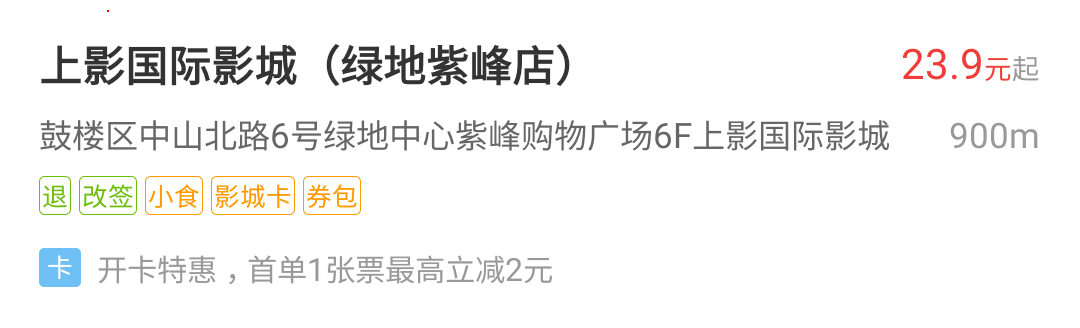 上影国际影城（绿地紫峰店） 23.9元起
鼓楼区中山北路6号绿地中心紫峰购物广场6F上影国际影城 900m
退 改签 小食 影城卡 券包
卡 开卡特惠，首单1张票最高立减2元